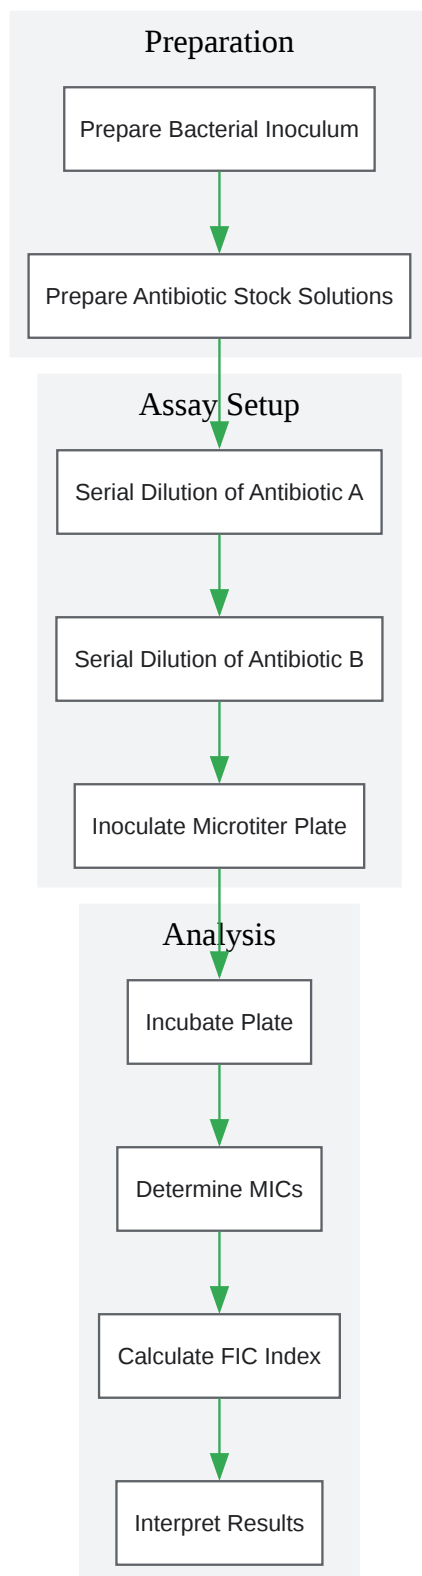 Preparation
Prepare Bacterial Inoculum
Prepare Antibiotic Stock Solutions
Assay Setup
Serial Dilution of Antibiotic A
Serial Dilution of Antibiotic B
Inoculate Microtiter Plate
Analysis
Incubate Plate
Determine MICs
Calculate FIC Index
Interpret Results